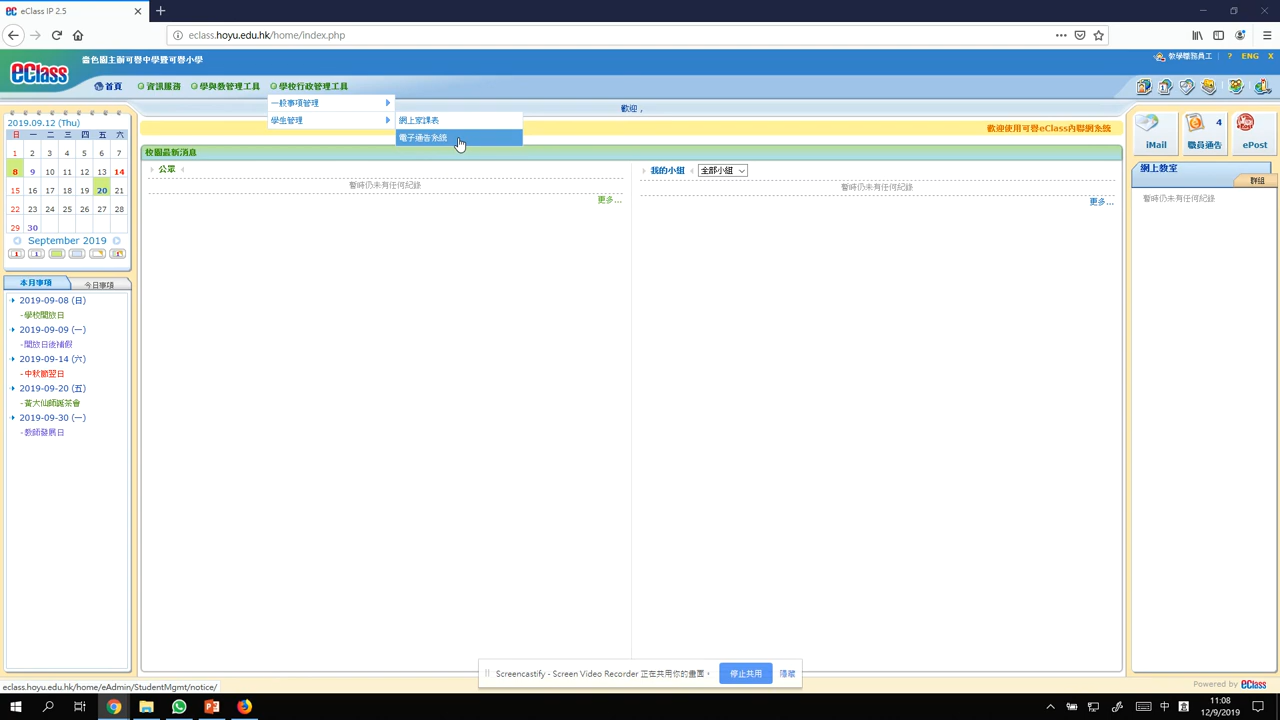 eClass IP 2.5
eclass.hoyu.edu.hk/home/index.php
eClass
嗇色園主辦可譽中學暨可譽小學
教學職務員工
? ENG X
首頁
資訊服務
學與教管理工具
學校行政管理工具
一般事項管理
學生管理
網上家課表
電子通告系統
歡迎 ,
歡迎使用可譽eClass內聯網系統
2019.09.12 (Thu)
日 一 二 三 四 五 六
1 2 3 4 5 6 7
8 9 10 11 12 13 14
15 16 17 18 19 20 21
22 23 24 25 26 27 28
29 30
September 2019
本月事項
今日事項
2019-09-08 (日)
-學校開放日
2019-09-09 (一)
-開放日後補假
2019-09-14 (六)
-中秋節翌日
2019-09-20 (五)
-黃大仙師誕茶會
2019-09-30 (一)
-教師發展日
校園最新消息
公眾
暫時仍未有任何紀錄
更多...
我的小組
全部小組
暫時仍未有任何紀錄
更多...
iMail
4
職員通告
ePost
網上教室
群組
暫時仍未有任何紀錄
Screencastify - Screen Video Recorder 正在共用你的畫面。
停止共用
隱藏
eclass.hoyu.edu.hk/home/eAdmin/StudentMgmt/notice/
Powered by eClass
中
11:08
12/9/2019